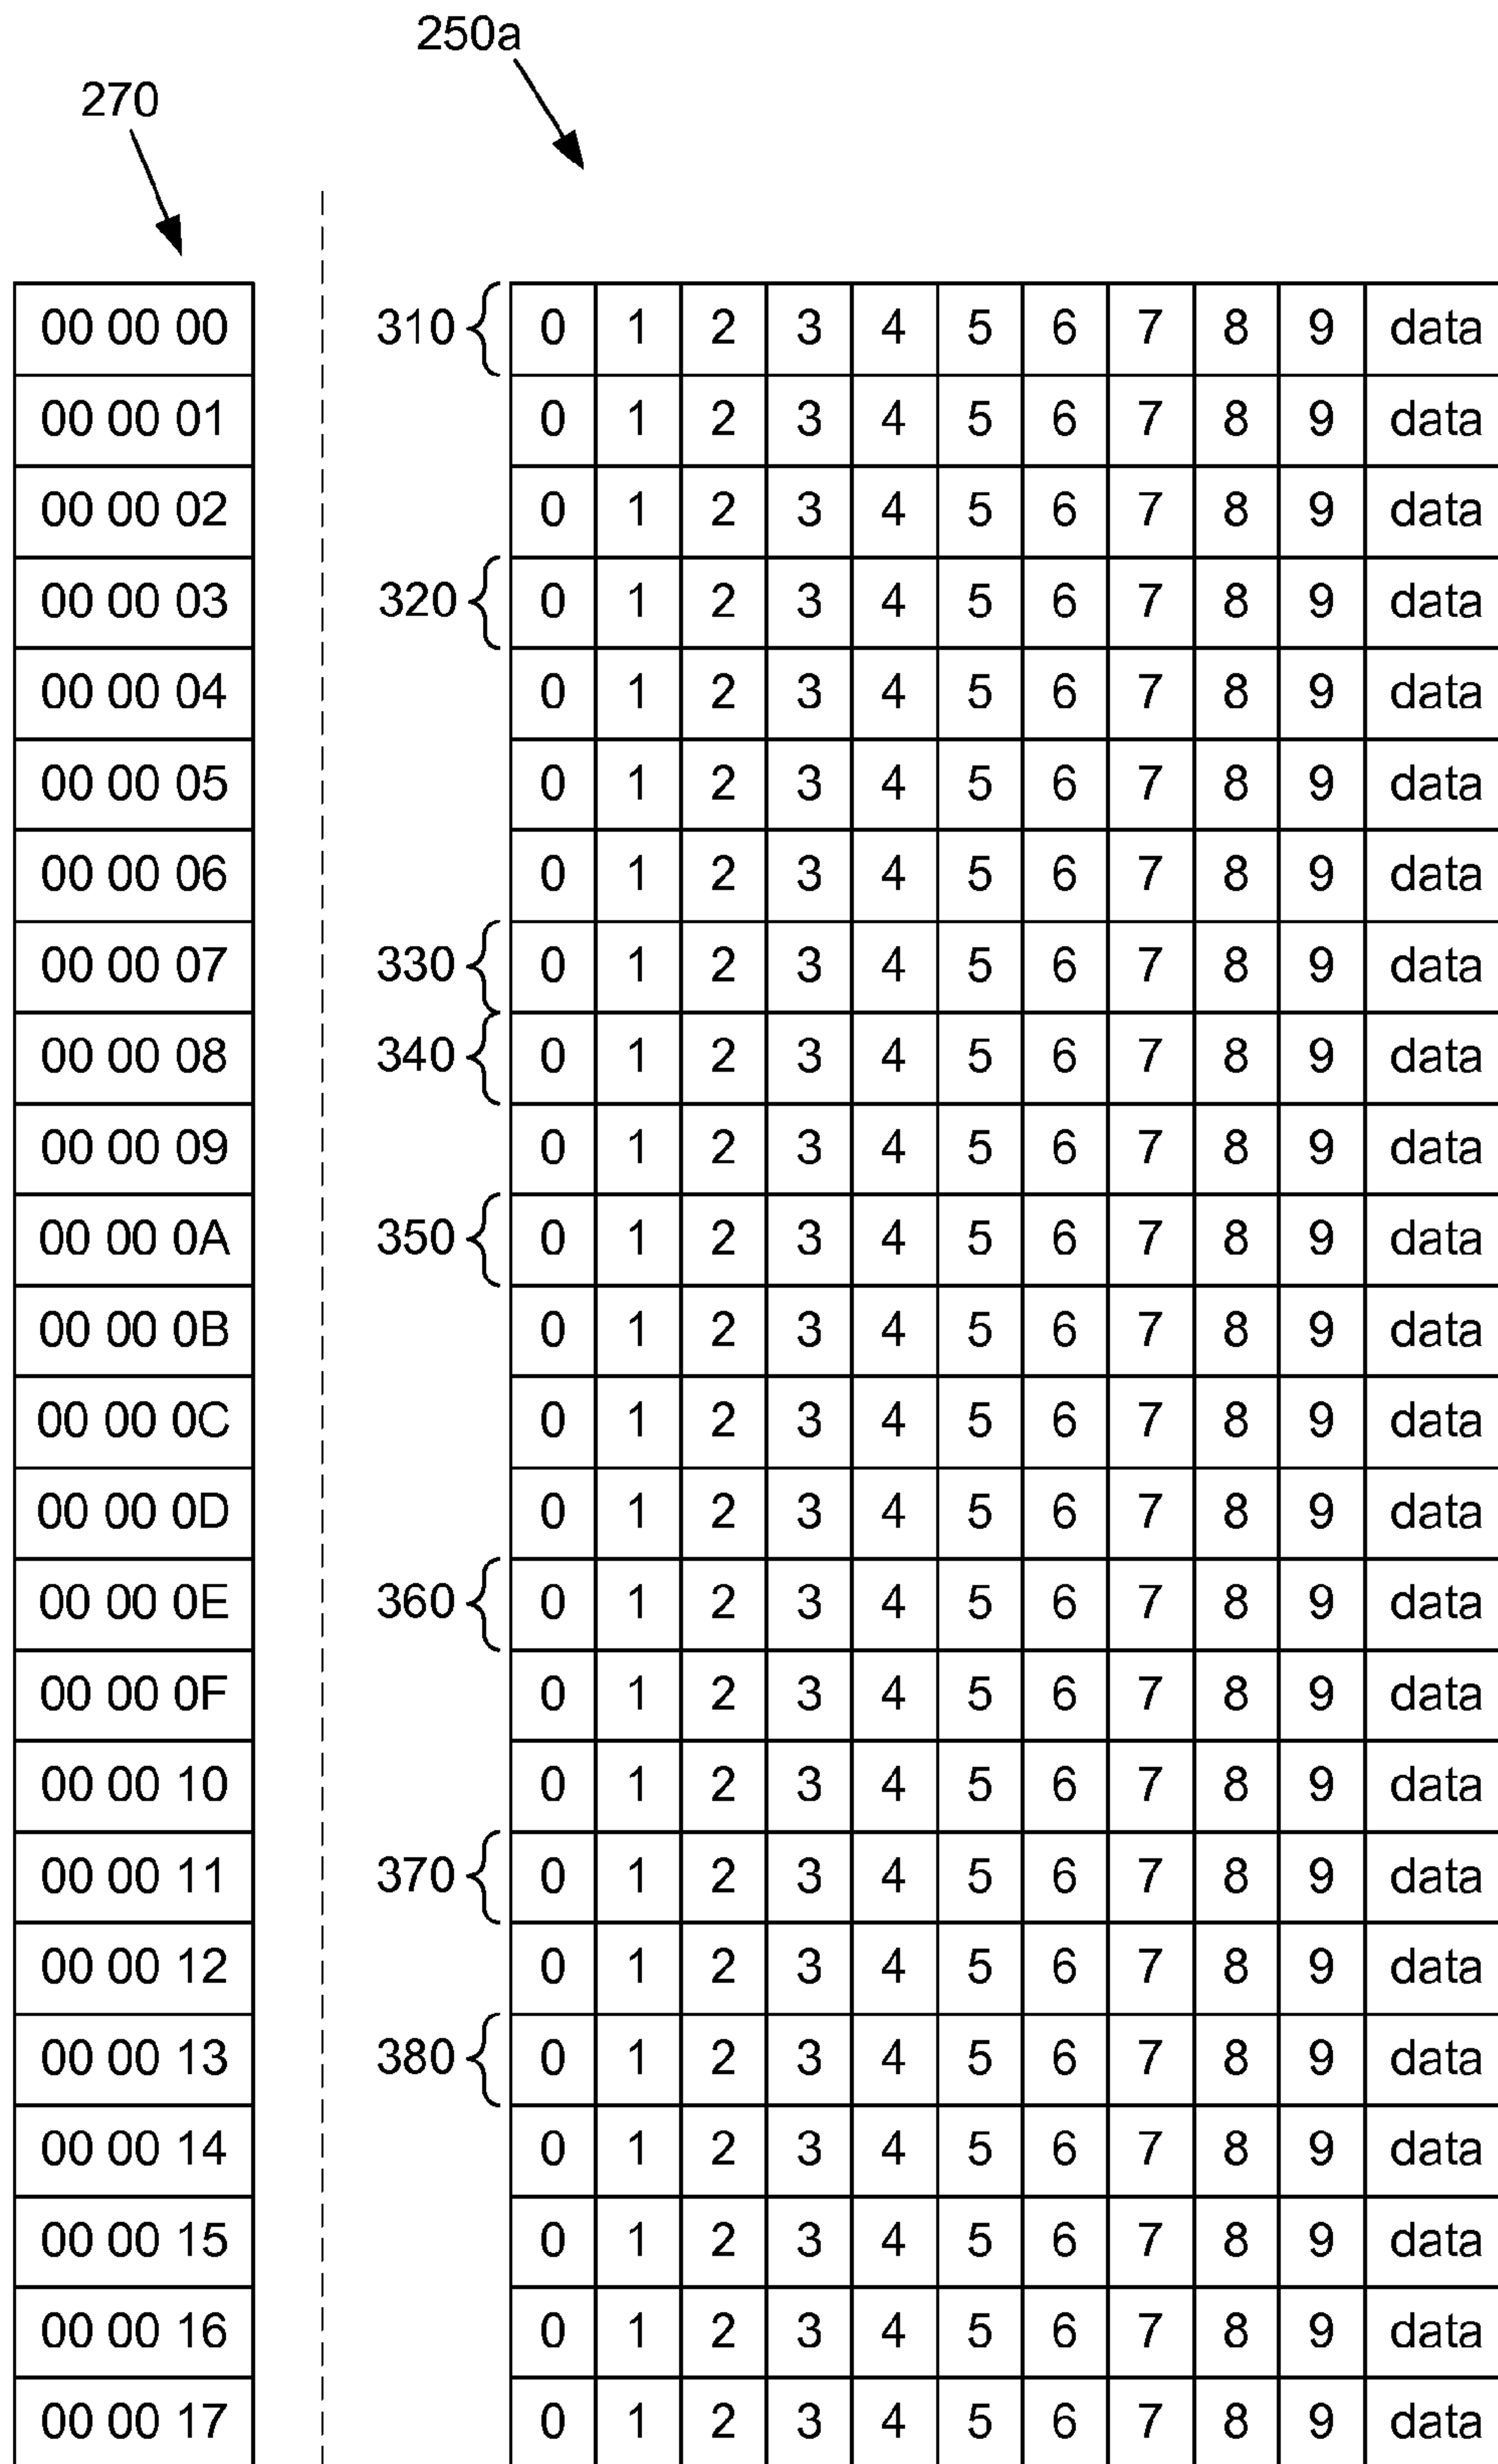 250a
270
00 00 00 310 0 1 2 3 4 5 6 7 8 9 data
00 00 01 0 1 2 3 4 5 6 7 8 9 data
00 00 02 0 1 2 3 4 5 6 7 8 9 data
00 00 03 320 0 1 2 3 4 5 6 7 8 9 data
00 00 04 0 1 2 3 4 5 6 7 8 9 data
00 00 05 0 1 2 3 4 5 6 7 8 9 data
00 00 06 0 1 2 3 4 5 6 7 8 9 data
00 00 07 330 0 1 2 3 4 5 6 7 8 9 data
00 00 08 340 0 1 2 3 4 5 6 7 8 9 data
00 00 09 0 1 2 3 4 5 6 7 8 9 data
00 00 0A 350 0 1 2 3 4 5 6 7 8 9 data
00 00 0B 0 1 2 3 4 5 6 7 8 9 data
00 00 0C 0 1 2 3 4 5 6 7 8 9 data
00 00 0D 0 1 2 3 4 5 6 7 8 9 data
00 00 0E 360 0 1 2 3 4 5 6 7 8 9 data
00 00 0F 0 1 2 3 4 5 6 7 8 9 data
00 00 10 0 1 2 3 4 5 6 7 8 9 data
00 00 11 370 0 1 2 3 4 5 6 7 8 9 data
00 00 12 0 1 2 3 4 5 6 7 8 9 data
00 00 13 380 0 1 2 3 4 5 6 7 8 9 data
00 00 14 0 1 2 3 4 5 6 7 8 9 data
00 00 15 0 1 2 3 4 5 6 7 8 9 data
00 00 16 0 1 2 3 4 5 6 7 8 9 data
00 00 17 0 1 2 3 4 5 6 7 8 9 data